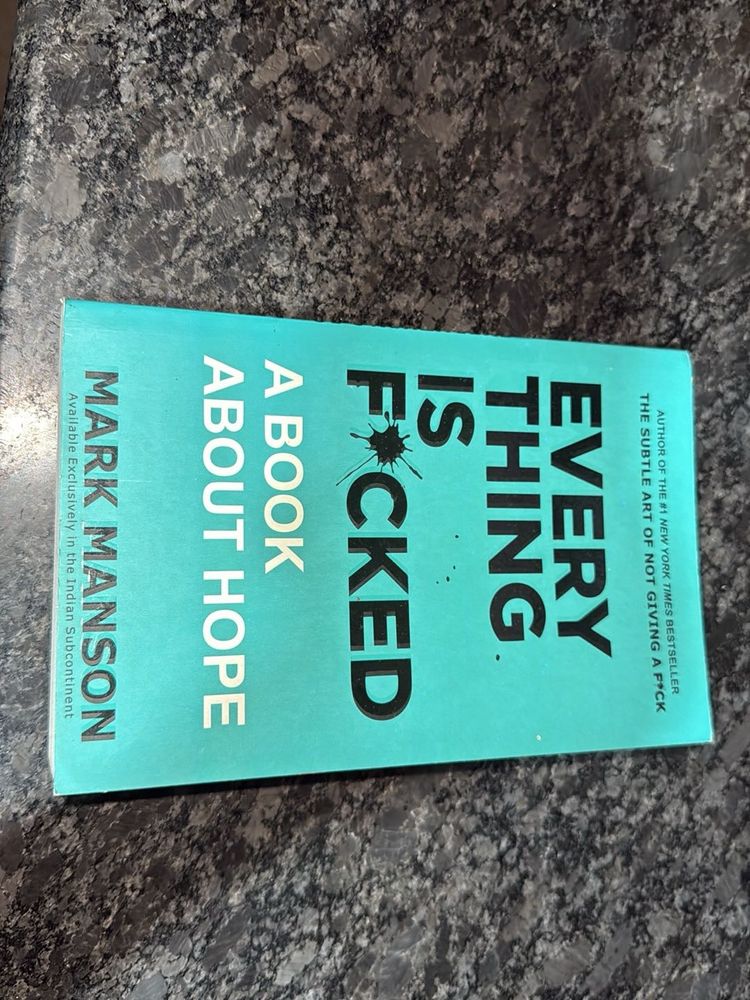 AUTHOR OF THE #1 NEW YORK TIMES BESTSELLER
THE SUBTLE ART OF NOT GIVING A F*CK
EVERY
THING
IS
F*CKED
A BOOK
ABOUT HOPE
MARK MANSON
Available Exclusively in the Indian Subcontinent